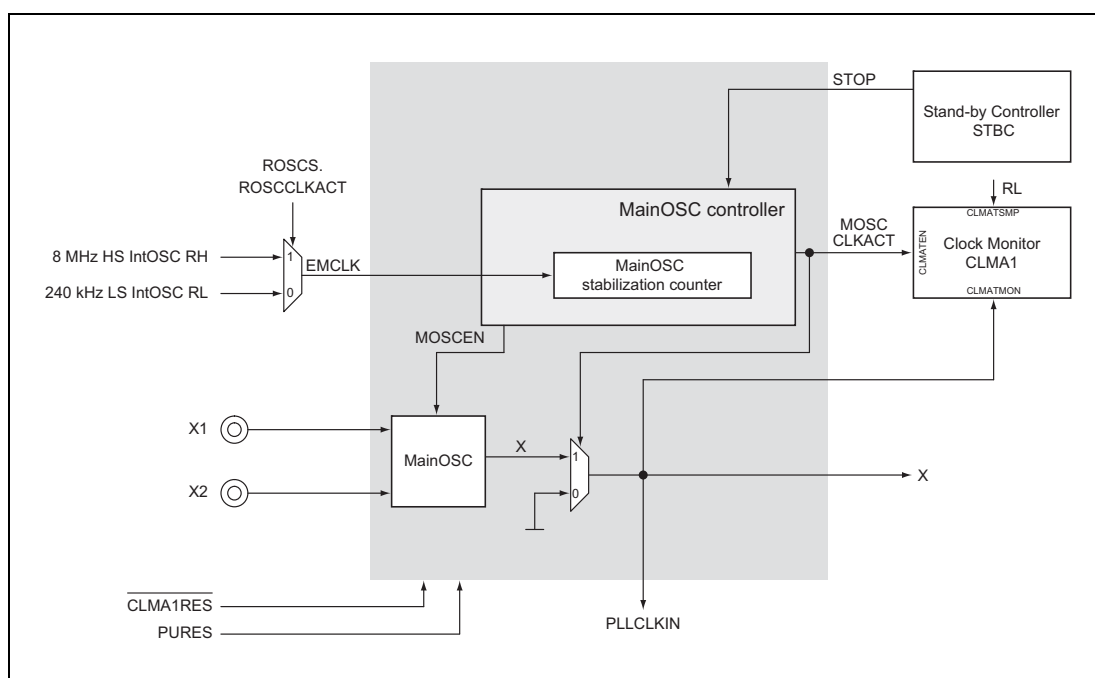 STOP
Stand-by Controller
STBC
ROSCS.
ROSCCLKACT
RL
MainOSC controller
MOSC
CLKACT
CLMATSMP
CLMATEN
Clock Monitor
CLMA1
CLMATMON
8 MHz HS IntOSC RH
1
EMCLK
MainOSC
stabilization counter
240 kHz LS IntOSC RL
0
MOSCEN
X1
MainOSC
X
1
X
X2
0
CLMA1RES
PURES
PLLCLKIN